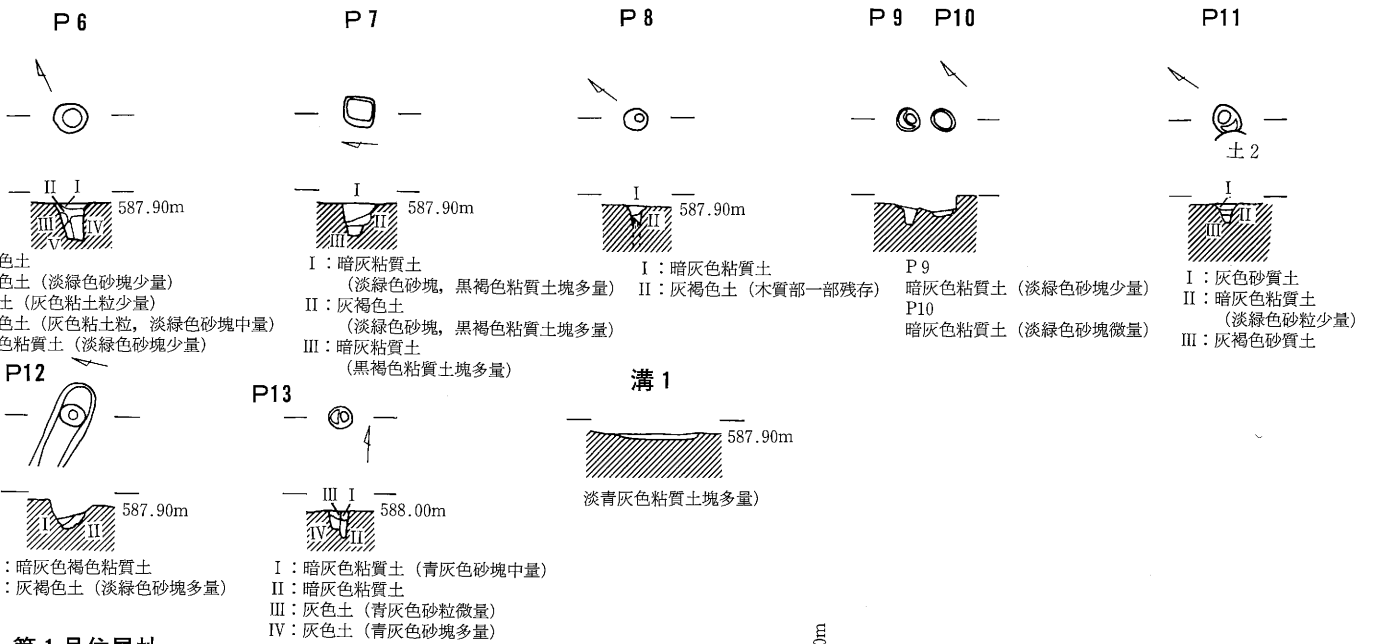 P 6
II I
III IV
V
587.90m
色土
色土（淡緑色砂塊少量）
土（灰色粘土粒少量）
色土（灰色粘土粒，淡緑色砂塊中量）
色粘質土（淡緑色砂塊少量）
P 7
I
II
III
587.90m
I：暗灰粘質土
（淡緑色砂塊，黒褐色粘質土塊多量）
II：灰褐色土
（淡緑色砂塊，黒褐色粘質土塊多量）
III：暗灰粘質土
（黒褐色粘質土塊多量）
P 8
I
II
587.90m
I：暗灰色粘質土
II：灰褐色土（木質部一部残存）
P 9 P10
P 9
暗灰色粘質土（淡緑色砂塊少量）
P10
暗灰色粘質土（淡緑色砂塊微量）
P11
土 2
I
II
III
I：灰色砂質土
II：暗灰色粘質土
（淡緑色砂粒少量）
III：灰褐色砂質土
P12
I II
587.90m
：暗灰色褐色粘質土
：灰褐色土（淡緑色砂塊多量）
P13
III I
IV II
588.00m
I：暗灰色粘質土（青灰色砂塊中量）
II：暗灰色粘質土
III：灰色土（青灰色砂粒微量）
IV：灰色土（青灰色砂塊多量）
溝 1
587.90m
淡青灰色粘質土塊多量）
第 1 号住居址
0m